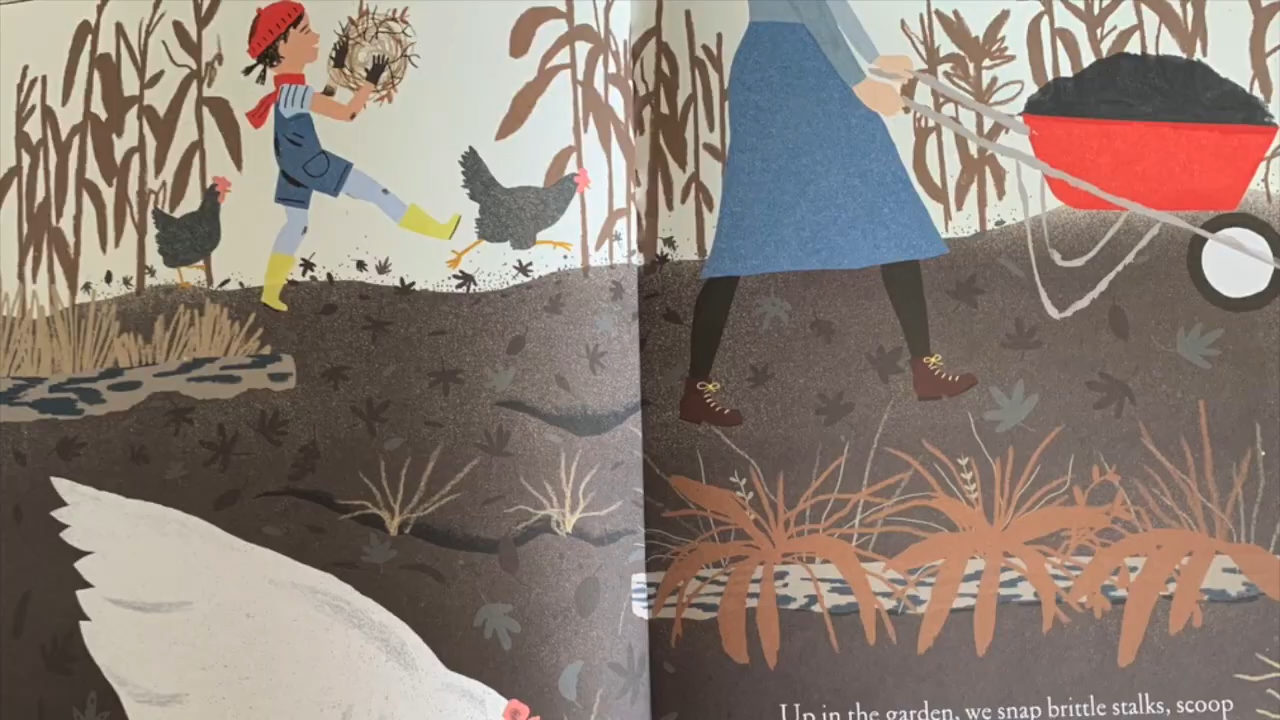 Up in the garden, we snap brittle stalks, scoop